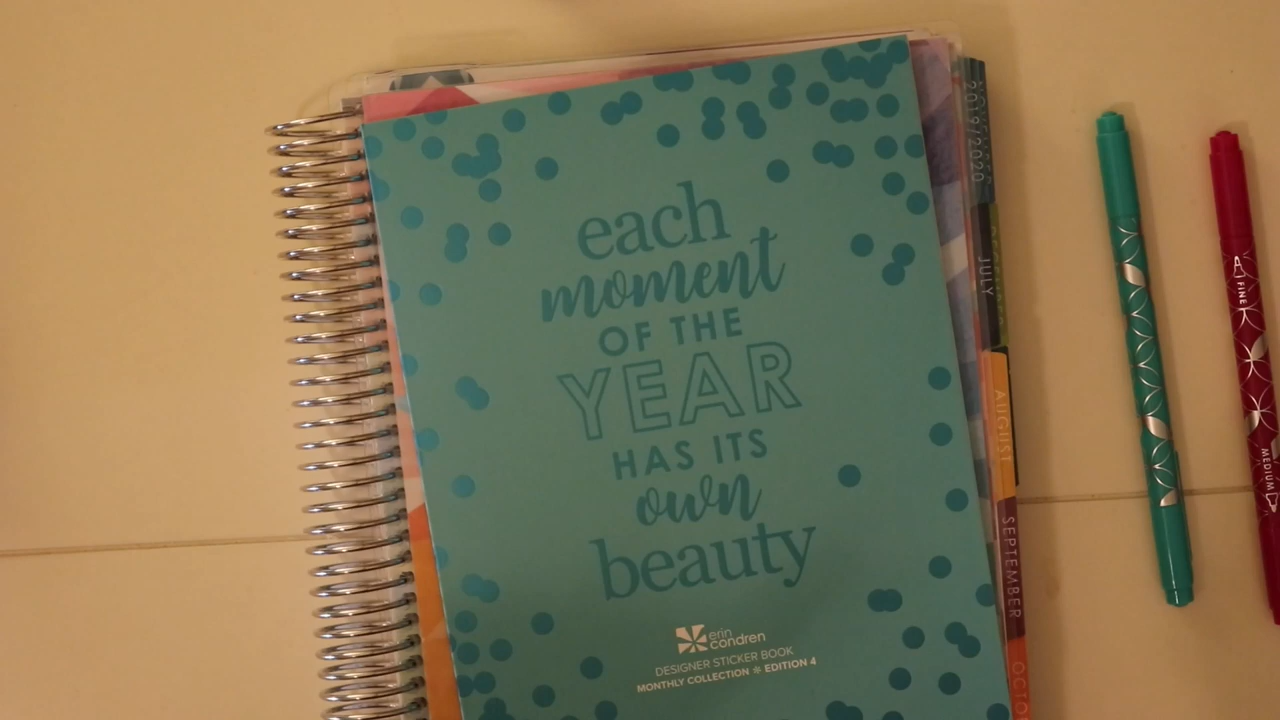 each
moment
OF THE
YEAR
HAS ITS
own
beauty
erin
condren
DESIGNER STICKER BOOK
MONTHLY COLLECTION ✻ EDITION 4
2019/2020
JULY
AUGUST
SEPTEMBER
OCTO
FINE
MEDIUM